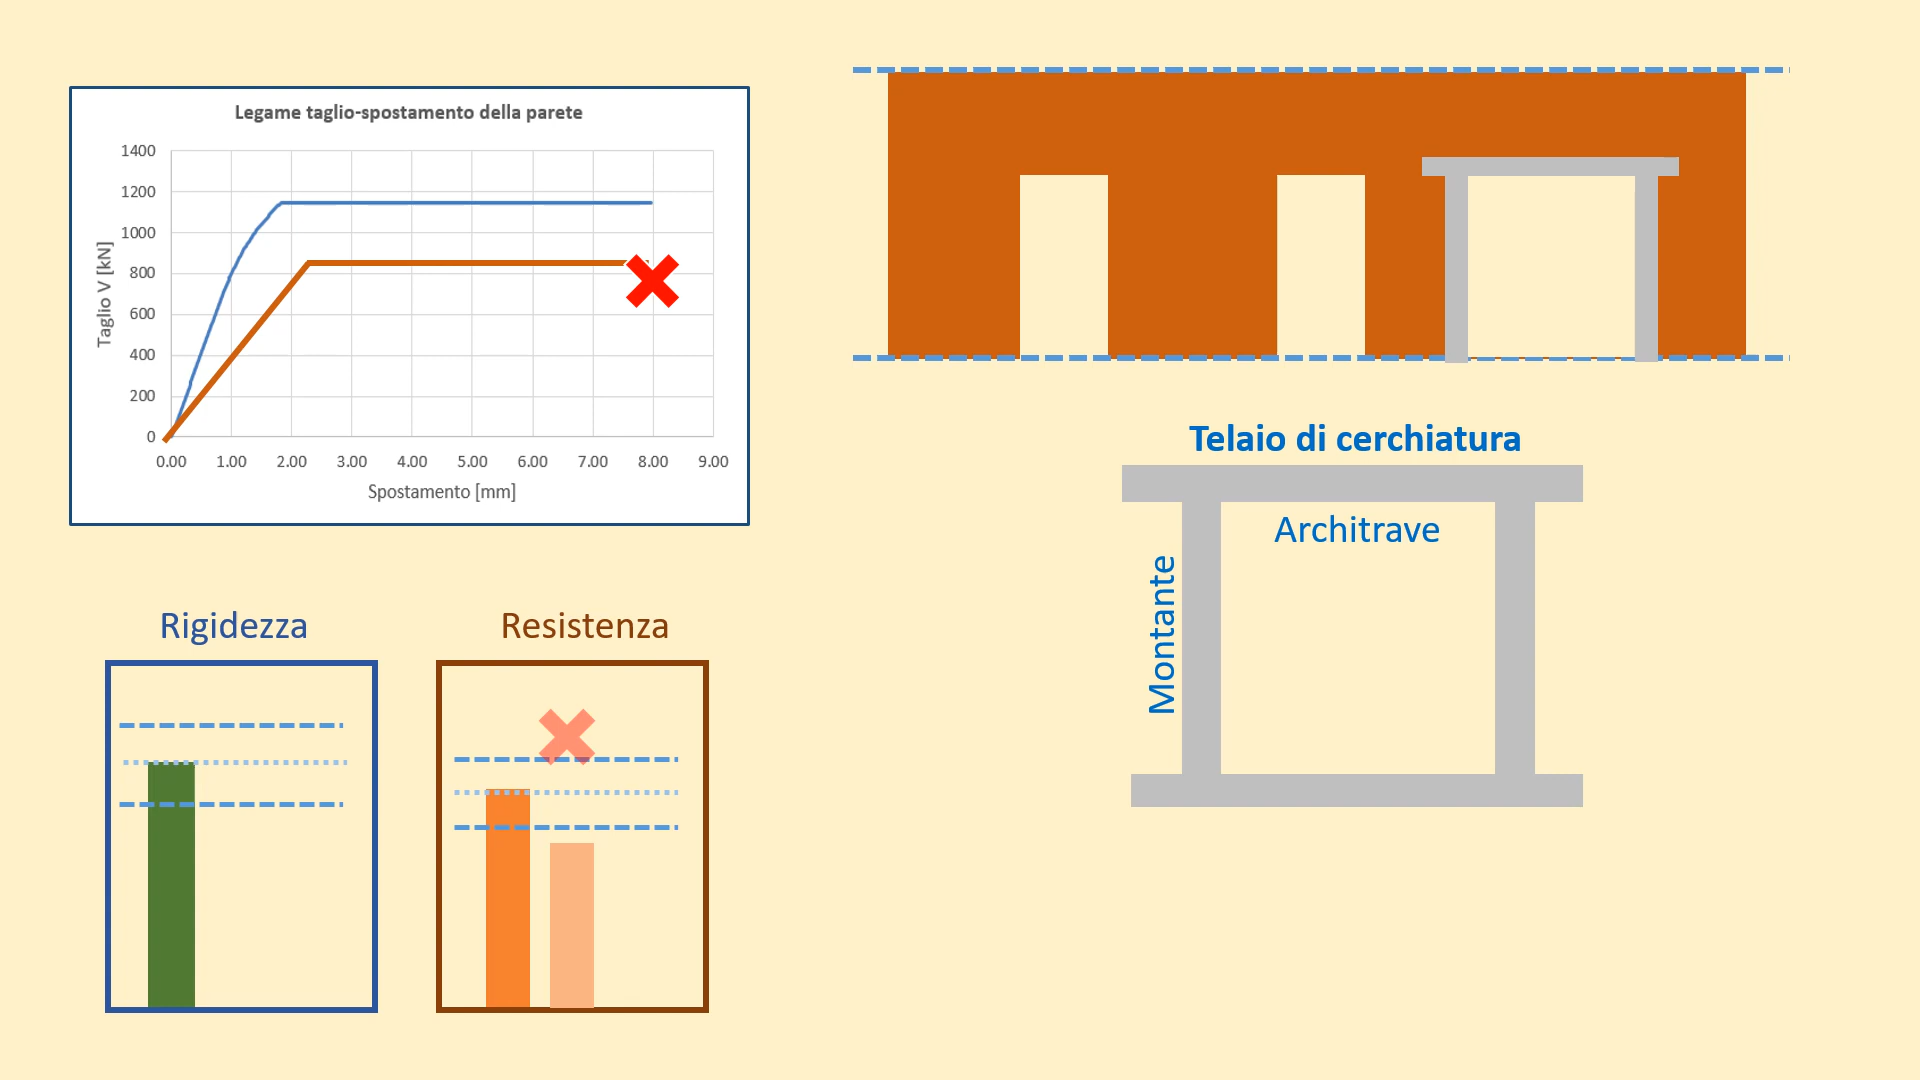 Legame taglio-spostamento della parete
1400
1200
1000
800
600
400
200
0
Taglio V [kN]
0.00 1.00 2.00 3.00 4.00 5.00 6.00 7.00 8.00 9.00
Spostamento [mm]
Telaio di cerchiatura
Architrave
Montante
Rigidezza
Resistenza